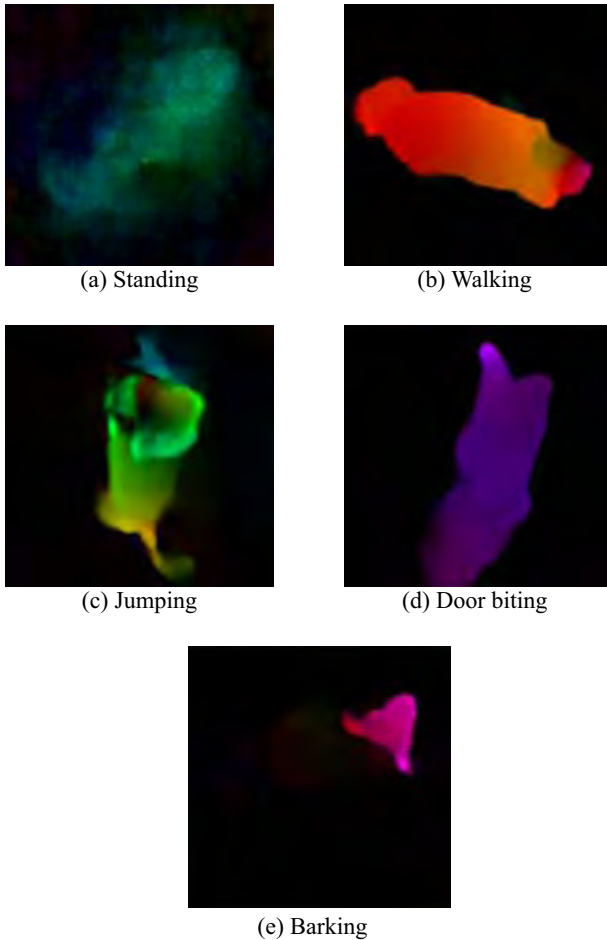 (a) Standing
(b) Walking
(c) Jumping
(d) Door biting
(e) Barking